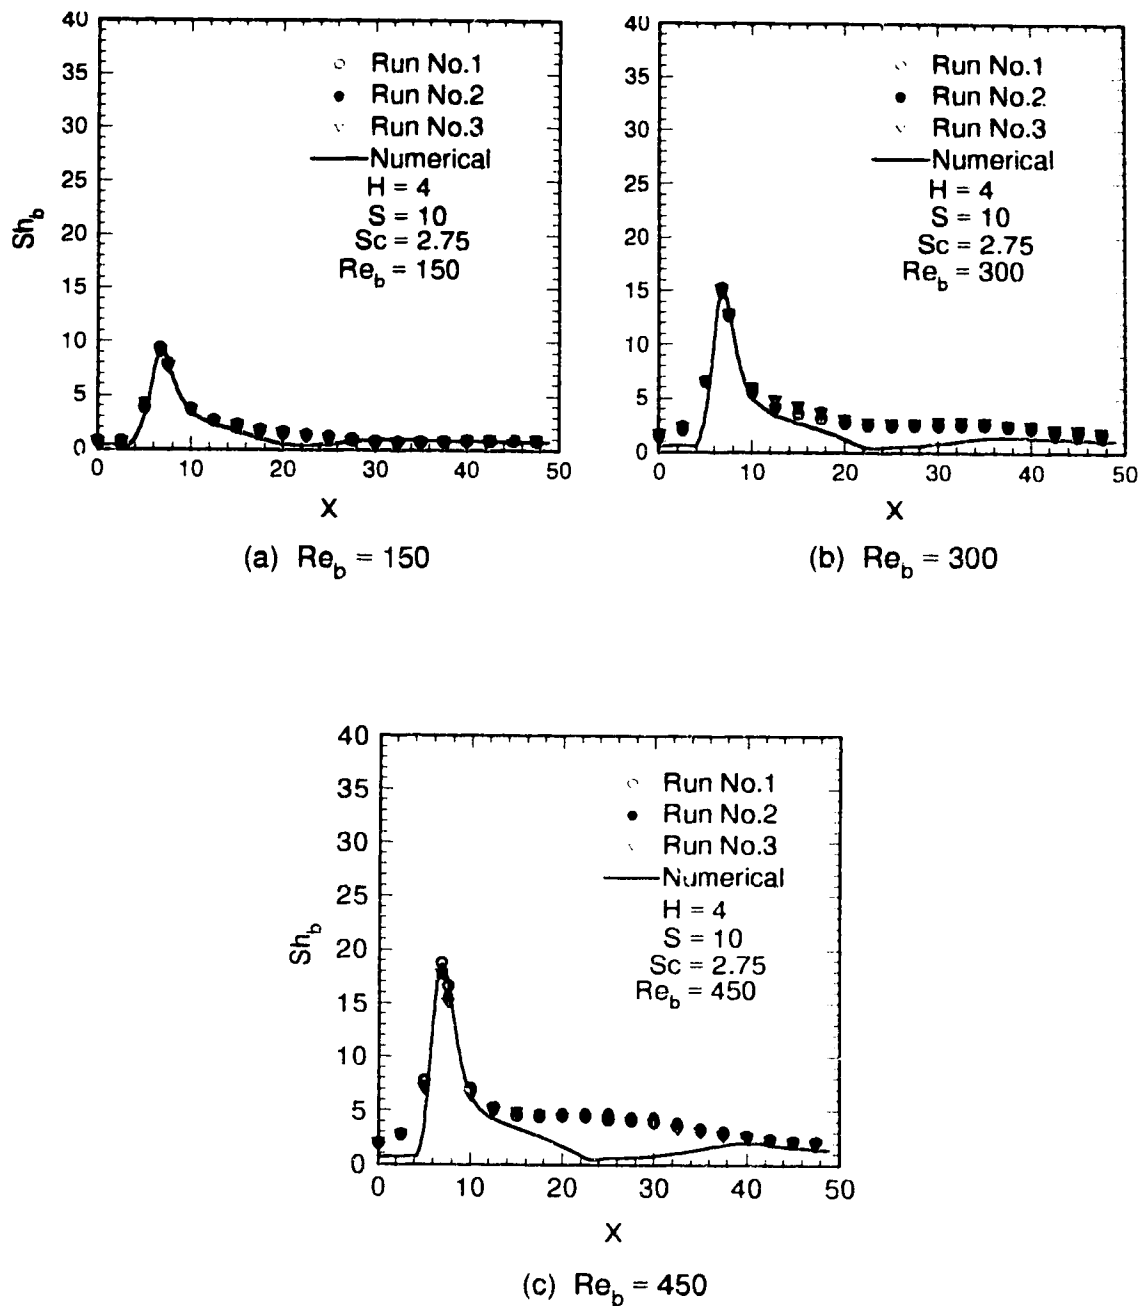 40
35
30
25
20
15
10
5
0
Sh_b
0 10 20 30 40 50
X
Run No.1
Run No.2
Run No.3
Numerical
H = 4
S = 10
Sc = 2.75
Re_b = 150
(a) Re_b = 150
40
35
30
25
20
15
10
5
0
0 10 20 30 40 50
X
Run No.1
Run No.2
Run No.3
Numerical
H = 4
S = 10
Sc = 2.75
Re_b = 300
(b) Re_b = 300
40
35
30
25
20
15
10
5
0
Sh_b
0 10 20 30 40 50
X
Run No.1
Run No.2
Run No.3
Numerical
H = 4
S = 10
Sc = 2.75
Re_b = 450
(c) Re_b = 450